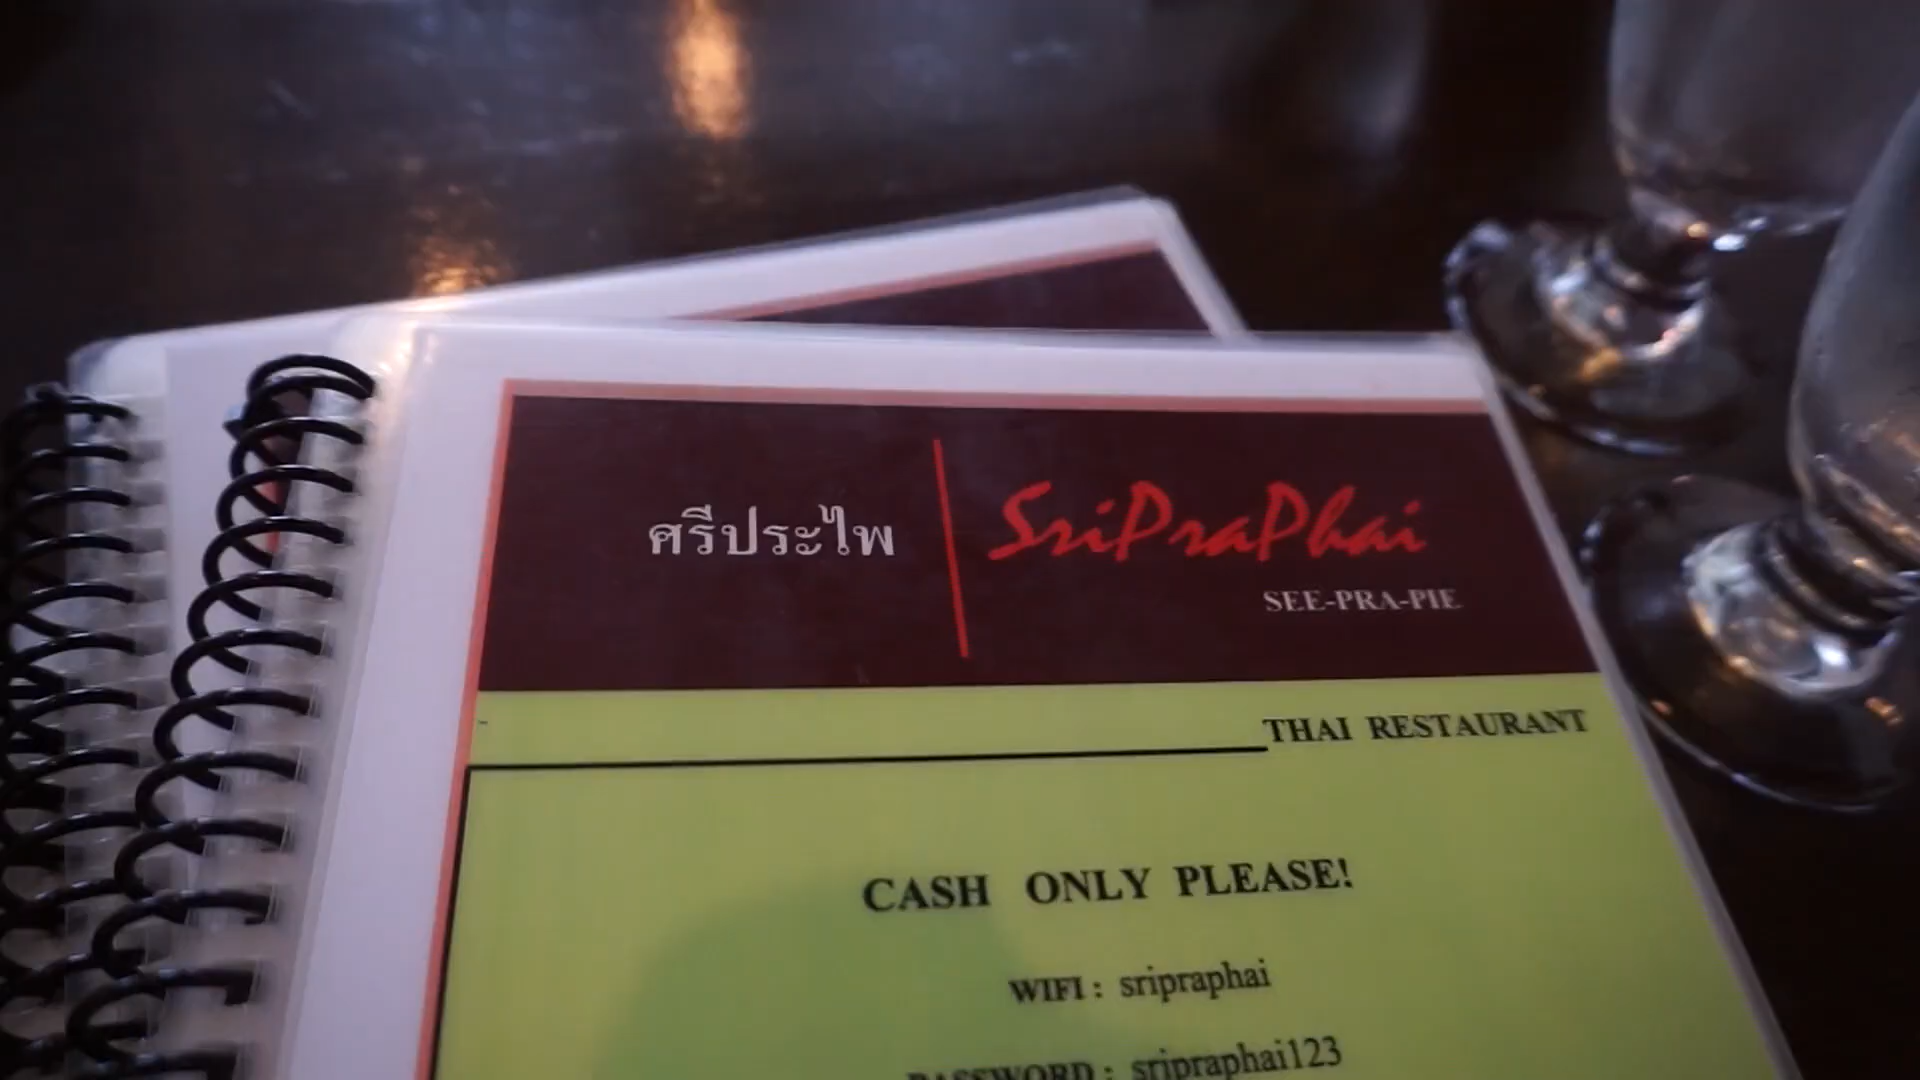 ศรีประไพ
SriPraPhai
SEE-PRA-PIE
THAI RESTAURANT
CASH ONLY PLEASE!
WIFI : sripraphai
PASSWORD : sripraphai123